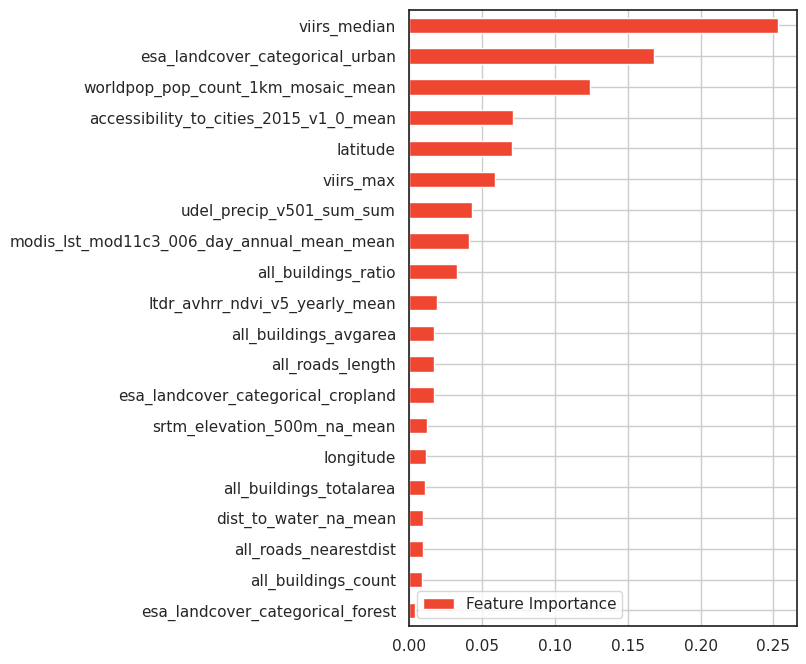 viirs_median
esa_landcover_categorical_urban
worldpop_pop_count_1km_mosaic_mean
accessibility_to_cities_2015_v1_0_mean
latitude
viirs_max
udel_precip_v501_sum_sum
modis_lst_mod11c3_006_day_annual_mean_mean
all_buildings_ratio
ltdr_avhrr_ndvi_v5_yearly_mean
all_buildings_avgarea
all_roads_length
esa_landcover_categorical_cropland
srtm_elevation_500m_na_mean
longitude
all_buildings_totalarea
dist_to_water_na_mean
all_roads_nearestdist
all_buildings_count
esa_landcover_categorical_forest
Feature Importance
0.00 0.05 0.10 0.15 0.20 0.25